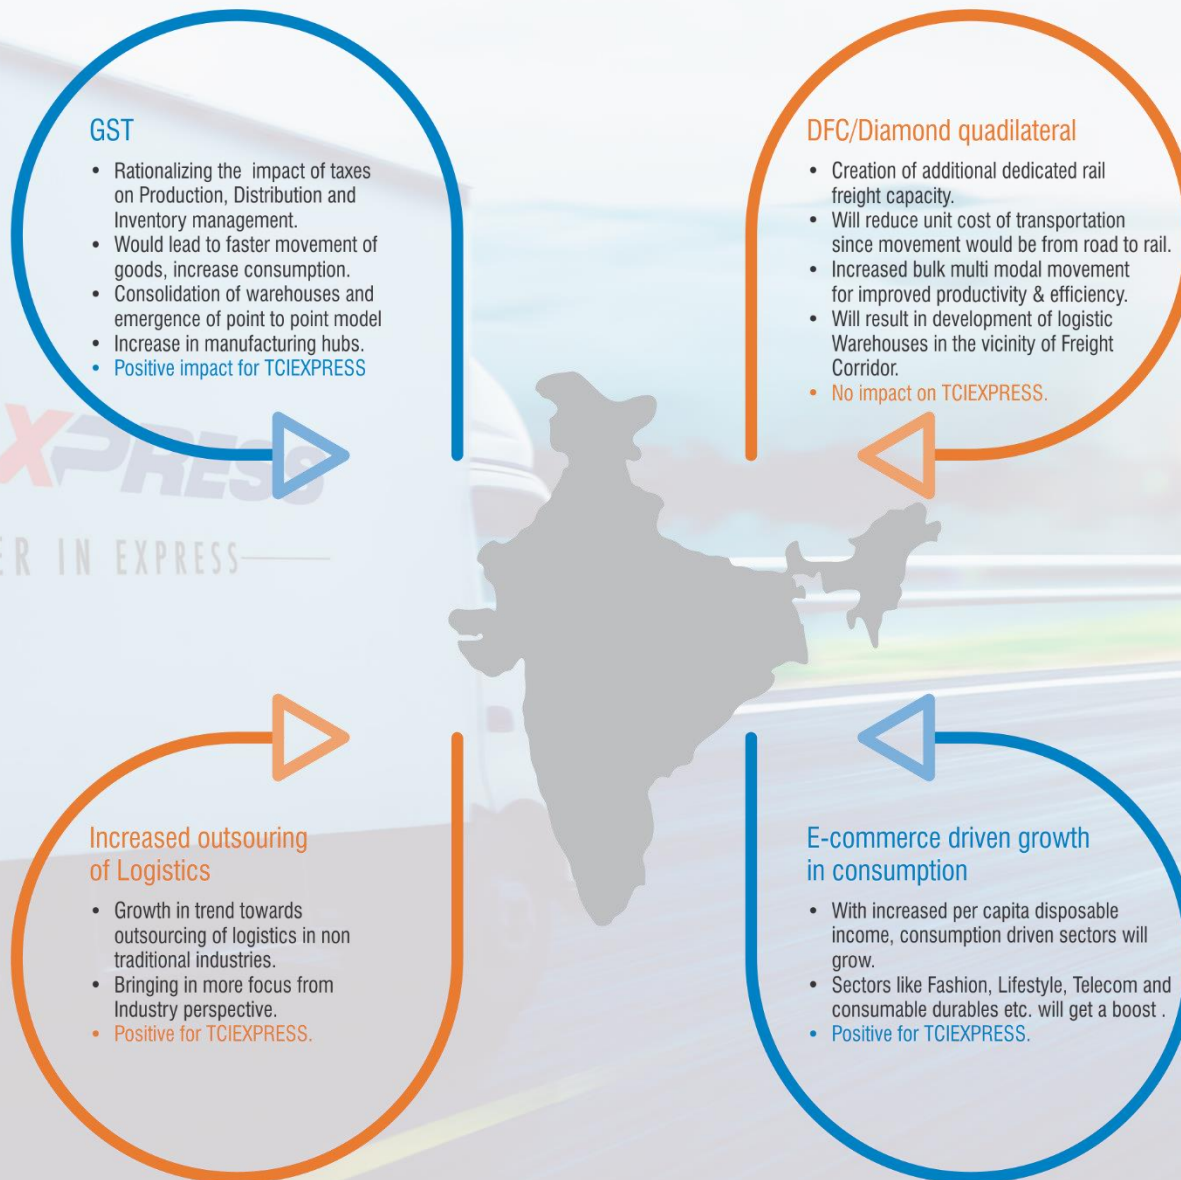 GST
• Rationalizing the impact of taxes
on Production, Distribution and
Inventory management.
• Would lead to faster movement of
goods, increase consumption.
• Consolidation of warehouses and
emergence of point to point model
• Increase in manufacturing hubs.
• Positive impact for TCIEXPRESS
DFC/Diamond quadilateral
• Creation of additional dedicated rail
freight capacity.
• Will reduce unit cost of transportation
since movement would be from road to rail.
• Increased bulk multi modal movement
for improved productivity & efficiency.
• Will result in development of logistic
Warehouses in the vicinity of Freight
Corridor.
• No impact on TCIEXPRESS.
XPRESS
ER IN EXPRESS
Increased outsouring
of Logistics
• Growth in trend towards
outsourcing of logistics in non
traditional industries.
• Bringing in more focus from
Industry perspective.
• Positive for TCIEXPRESS.
E-commerce driven growth
in consumption
• With increased per capita disposable
income, consumption driven sectors will
grow.
• Sectors like Fashion, Lifestyle, Telecom and
consumable durables etc. will get a boost .
• Positive for TCIEXPRESS.